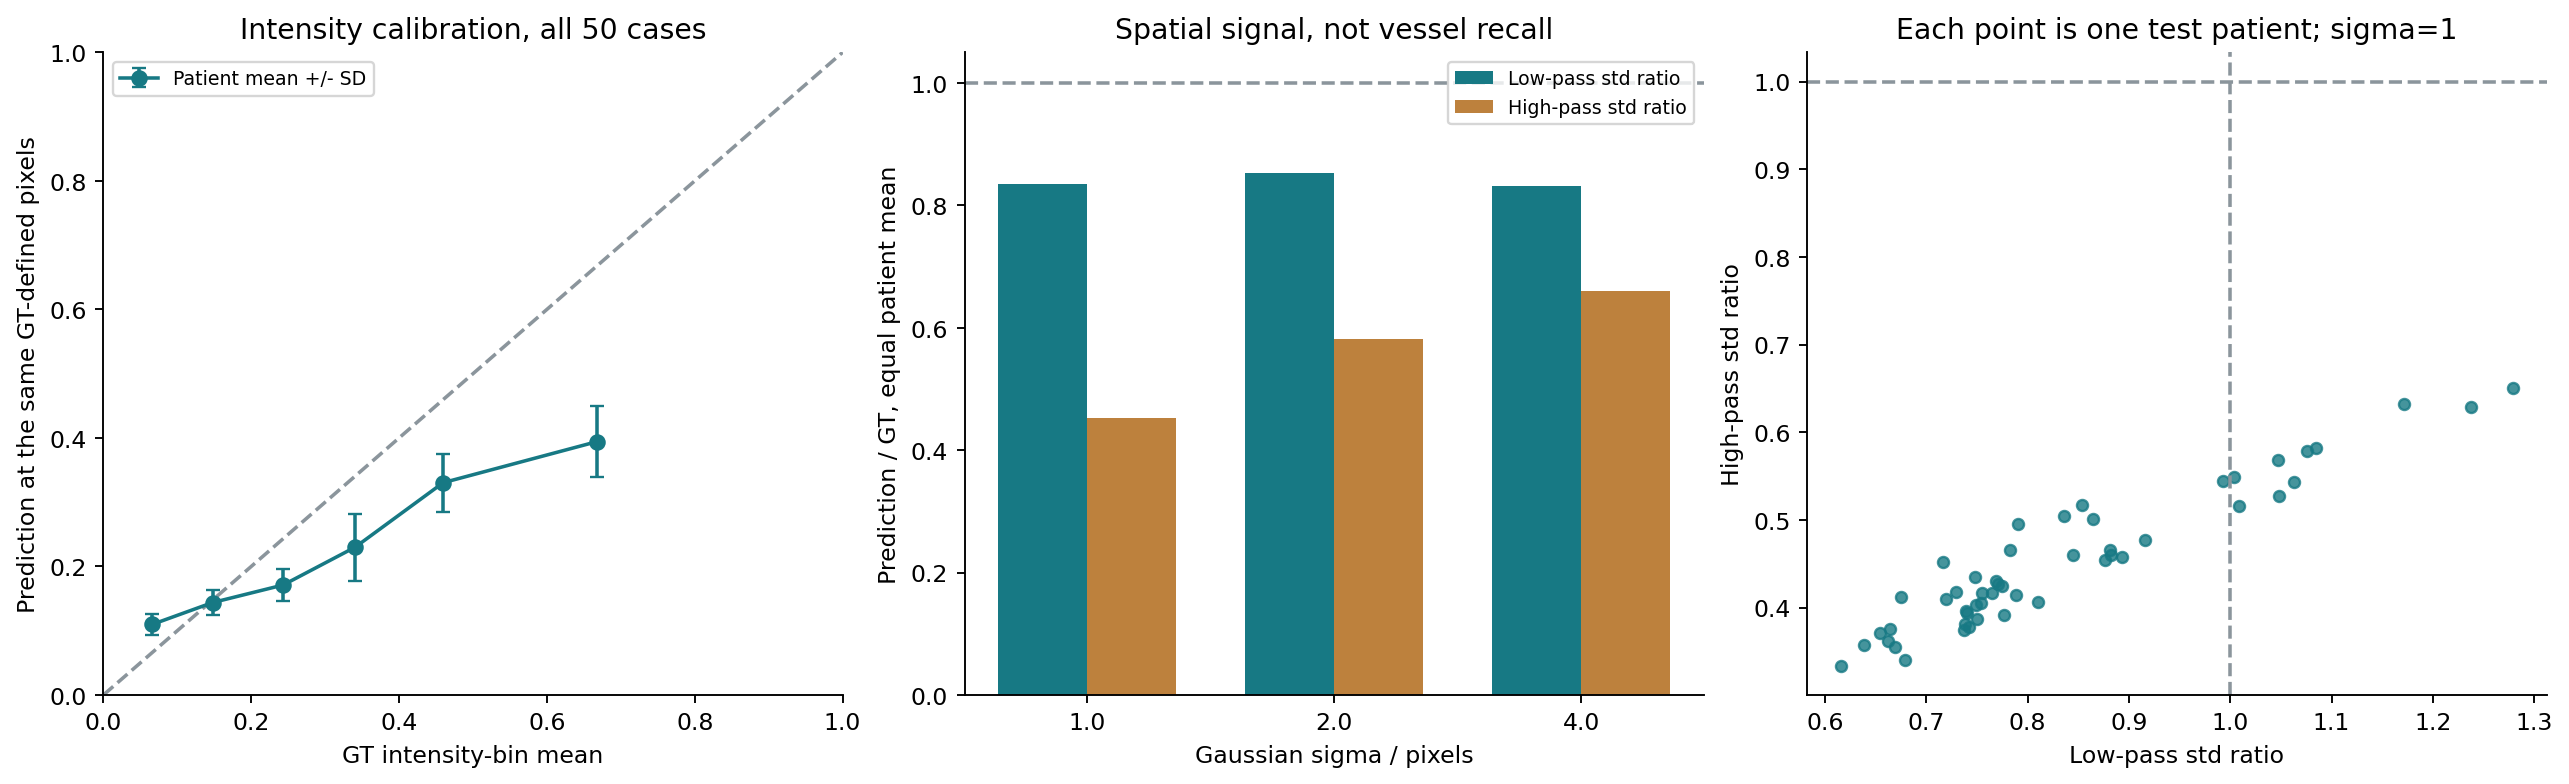 Intensity calibration, all 50 cases
Patient mean +/- SD
Prediction at the same GT-defined pixels
1.0
0.8
0.6
0.4
0.2
0.0
0.0 0.2 0.4 0.6 0.8 1.0
GT intensity-bin mean
Spatial signal, not vessel recall
Low-pass std ratio
High-pass std ratio
Prediction / GT, equal patient mean
1.0
0.8
0.6
0.4
0.2
0.0
1.0 2.0 4.0
Gaussian sigma / pixels
Each point is one test patient; sigma=1
High-pass std ratio
1.0
0.9
0.8
0.7
0.6
0.5
0.4
0.6 0.7 0.8 0.9 1.0 1.1 1.2 1.3
Low-pass std ratio